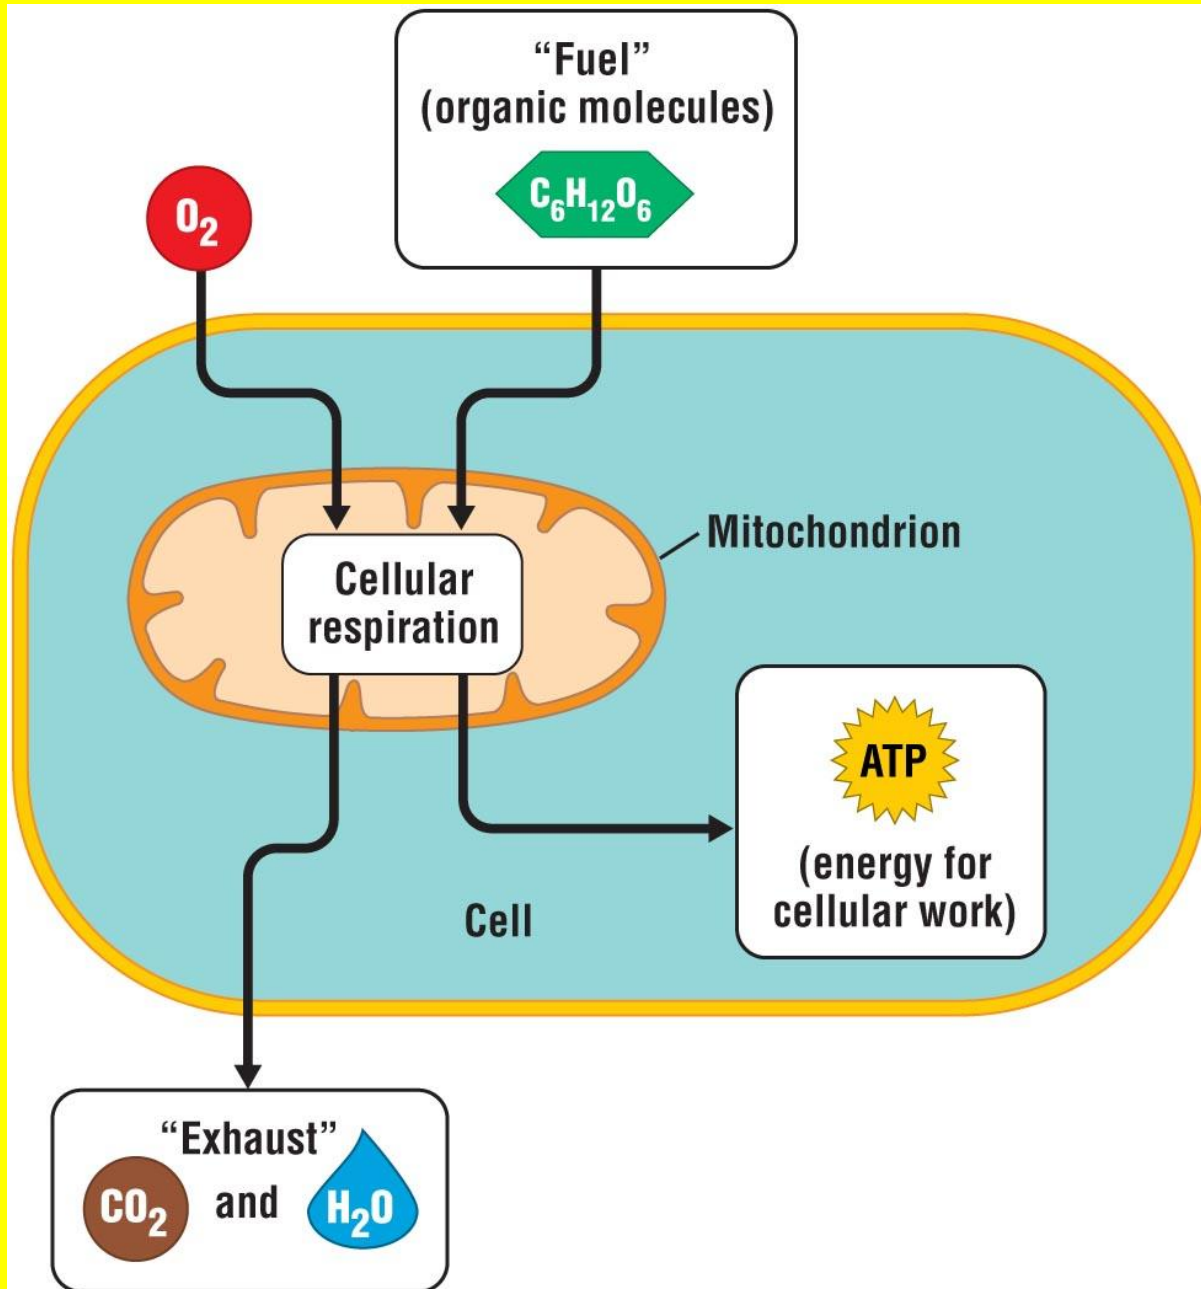 “Fuel”
(organic molecules)
C₆H₁₂O₆
O₂
Mitochondrion
Cellular
respiration
ATP
(energy for
cellular work)
Cell
“Exhaust”
CO₂ and H₂O